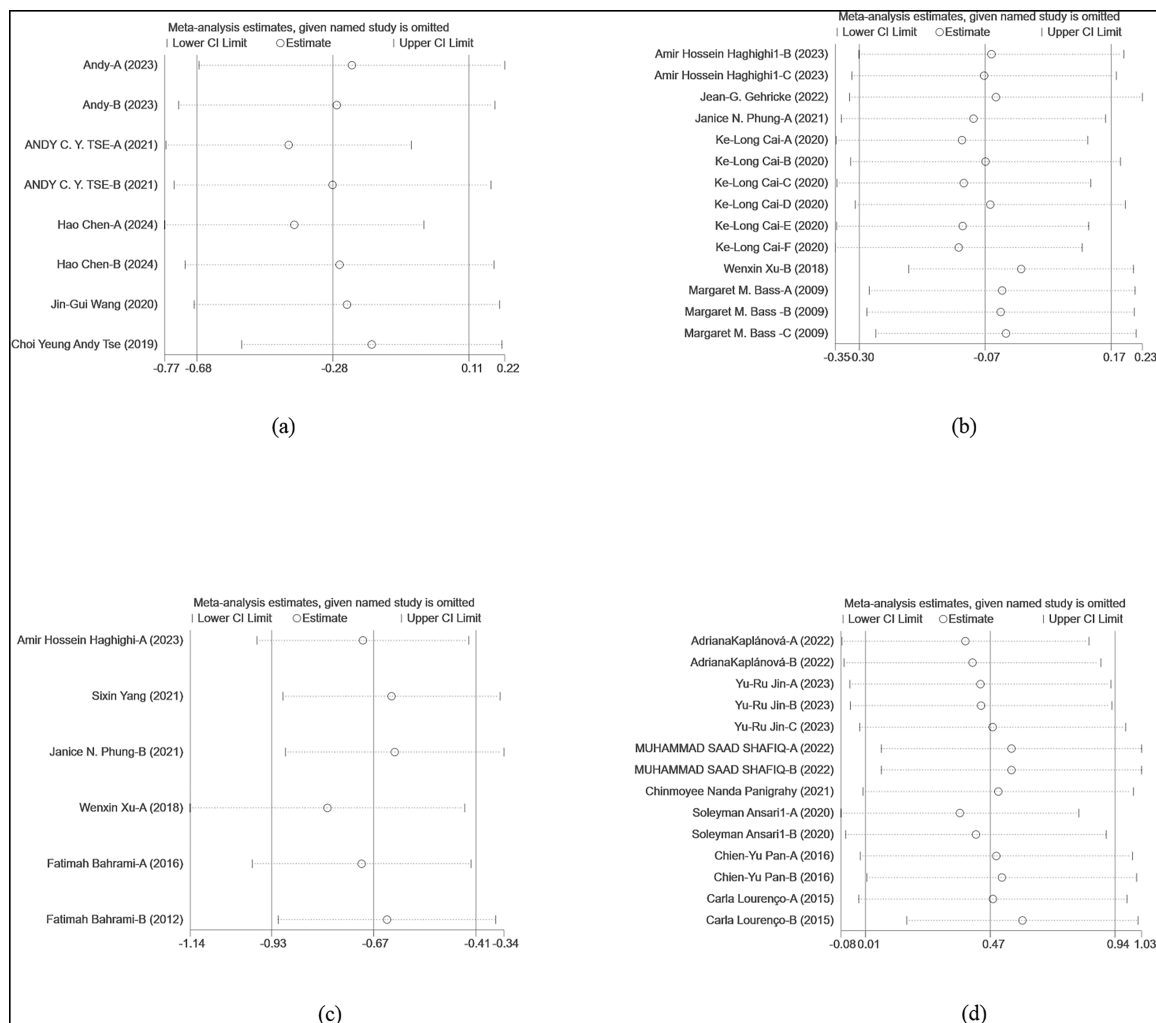 Meta-analysis estimates, given named study is omitted
Lower CI Limit Estimate Upper CI Limit
Andy-A (2023)
Andy-B (2023)
ANDY C. Y. TSE-A (2021)
ANDY C. Y. TSE-B (2021)
Hao Chen-A (2024)
Hao Chen-B (2024)
Jin-Gui Wang (2020)
Choi Yeung Andy Tse (2019)
-0.77 -0.68 -0.28 0.11 0.22
(a)
Meta-analysis estimates, given named study is omitted
Lower CI Limit Estimate Upper CI Limit
Amir Hossein Haghighi1-B (2023)
Amir Hossein Haghighi1-C (2023)
Jean-G. Gehricke (2022)
Janice N. Phung-A (2021)
Ke-Long Cai-A (2020)
Ke-Long Cai-B (2020)
Ke-Long Cai-C (2020)
Ke-Long Cai-D (2020)
Ke-Long Cai-E (2020)
Ke-Long Cai-F (2020)
Wenxin Xu-B (2018)
Margaret M. Bass-A (2009)
Margaret M. Bass -B (2009)
Margaret M. Bass -C (2009)
-0.35 -0.30 -0.07 0.17 0.23
(b)
Meta-analysis estimates, given named study is omitted
Lower CI Limit Estimate Upper CI Limit
Amir Hossein Haghighi-A (2023)
Sixin Yang (2021)
Janice N. Phung-B (2021)
Wenxin Xu-A (2018)
Fatimah Bahrami-A (2016)
Fatimah Bahrami-B (2012)
-1.14 -0.93 -0.67 -0.41 -0.34
(c)
Meta-analysis estimates, given named study is omitted
Lower CI Limit Estimate Upper CI Limit
AdrianaKaplánová-A (2022)
AdrianaKaplánová-B (2022)
Yu-Ru Jin-A (2023)
Yu-Ru Jin-B (2023)
Yu-Ru Jin-C (2023)
MUHAMMAD SAAD SHAFIQ-A (2022)
MUHAMMAD SAAD SHAFIQ-B (2022)
Chinmoyee Nanda Panigrahy (2021)
Soleyman Ansari1-A (2020)
Soleyman Ansari1-B (2020)
Chien-Yu Pan-A (2016)
Chien-Yu Pan-B (2016)
Carla Lourenço-A (2015)
Carla Lourenço-B (2015)
-0.08 0.01 0.47 0.94 1.03
(d)